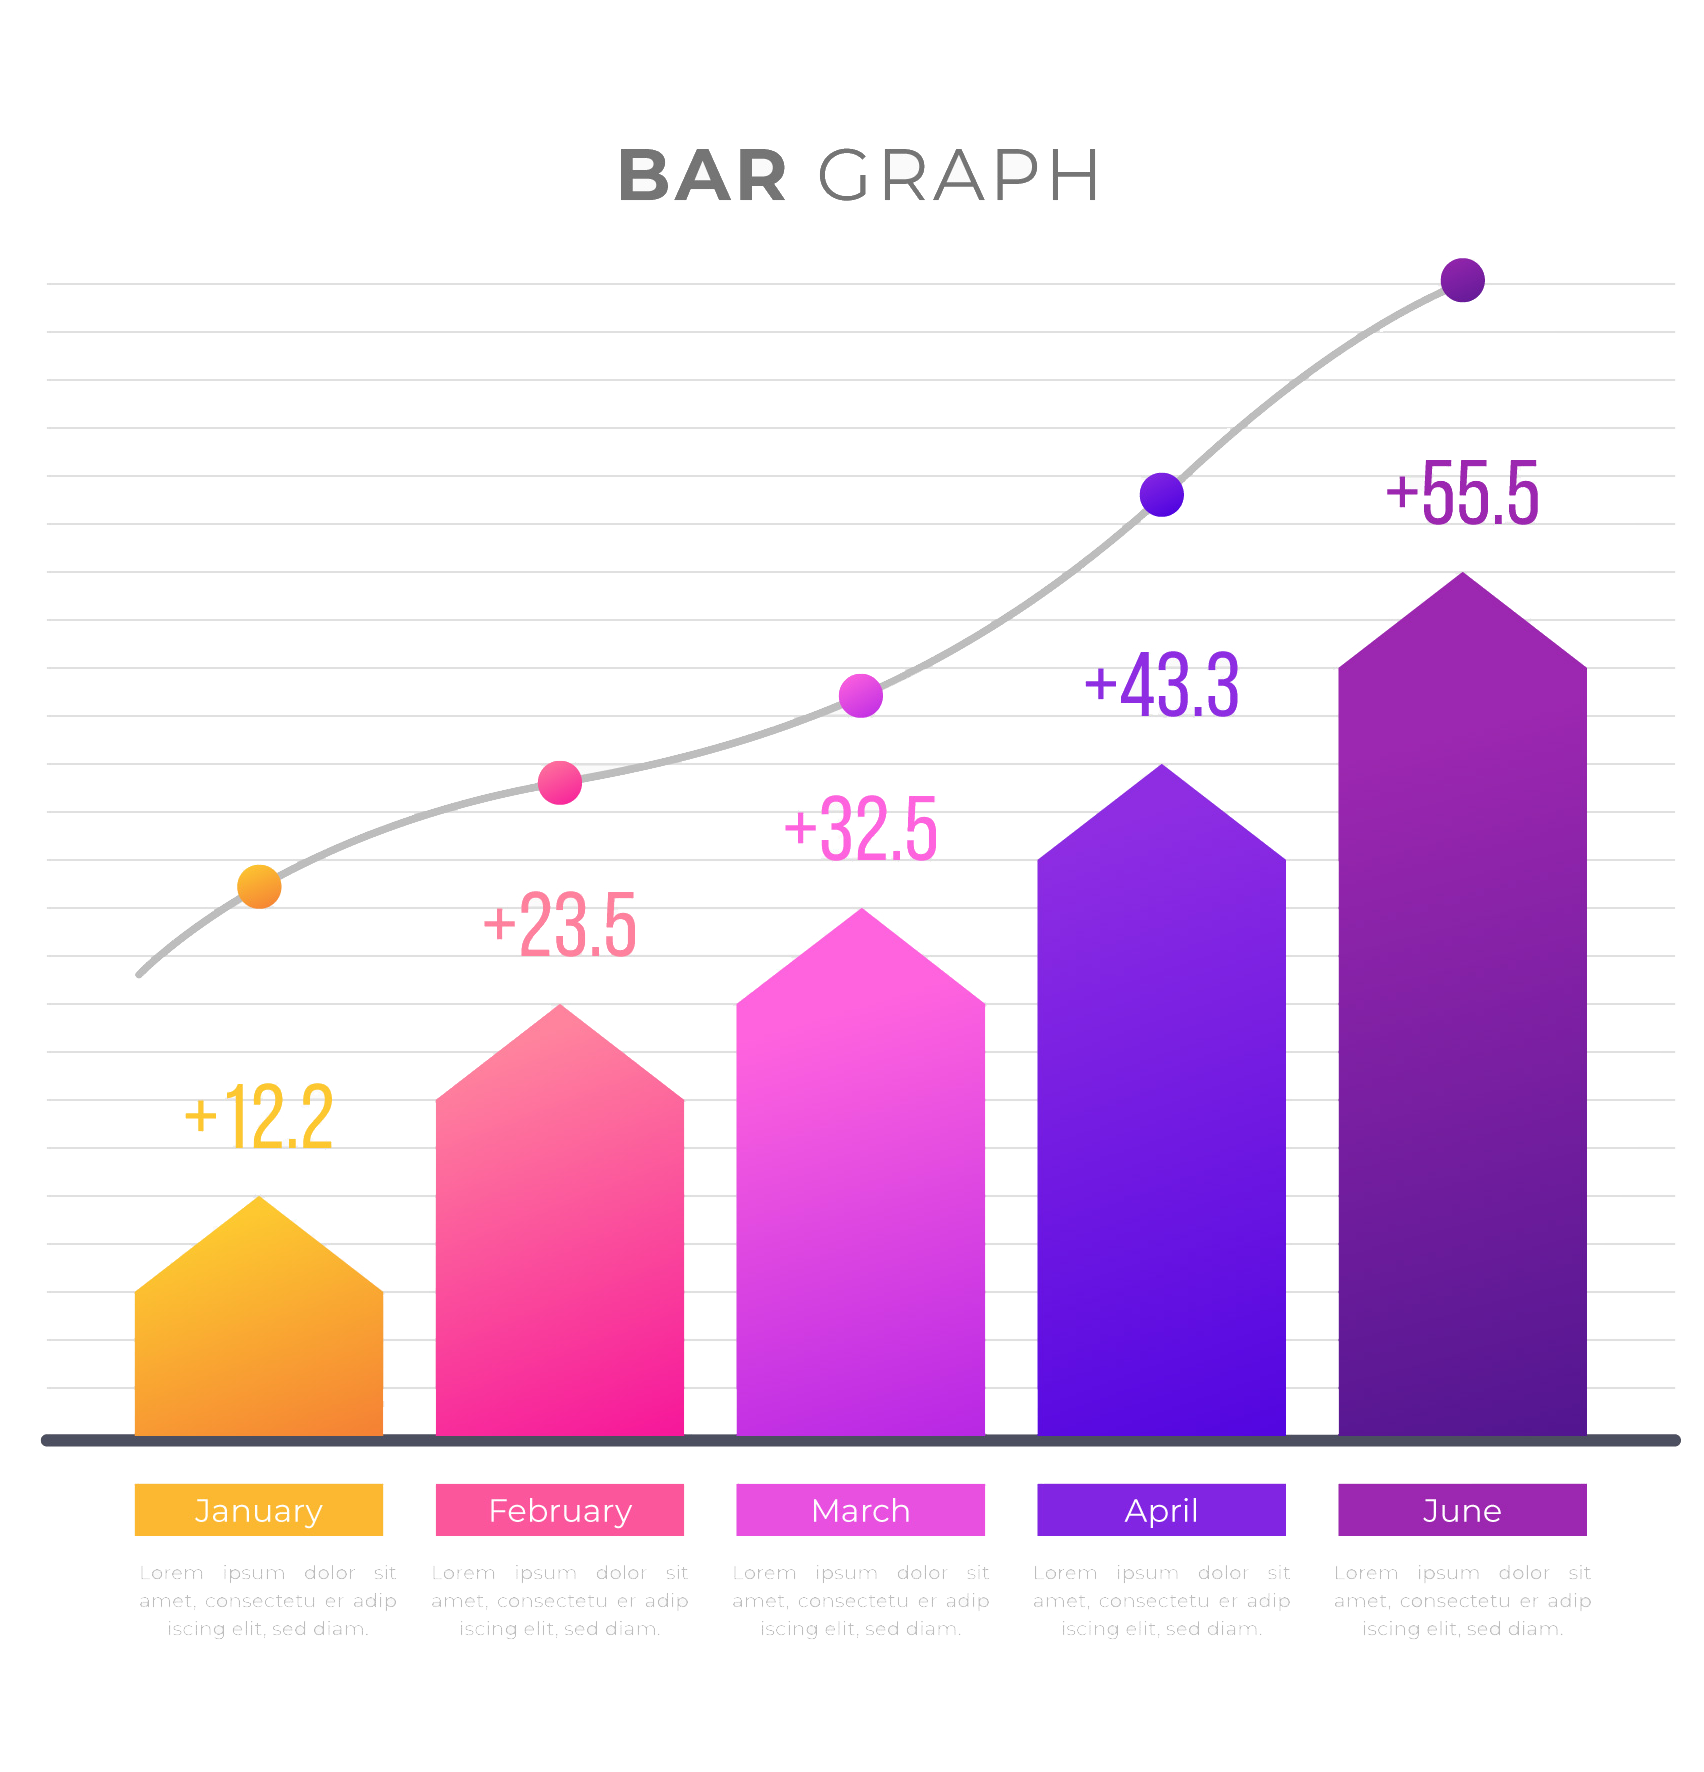 BAR GRAPH
+55.5
+43.3
+32.5
+23.5
+12.2
January
February
March
April
June
Lorem ipsum dolor sit
amet, consectetu er adip
iscing elit, sed diam.
Lorem ipsum dolor sit
amet, consectetu er adip
iscing elit, sed diam.
Lorem ipsum dolor sit
amet, consectetu er adip
iscing elit, sed diam.
Lorem ipsum dolor sit
amet, consectetu er adip
iscing elit, sed diam.
Lorem ipsum dolor sit
amet, consectetu er adip
iscing elit, sed diam.